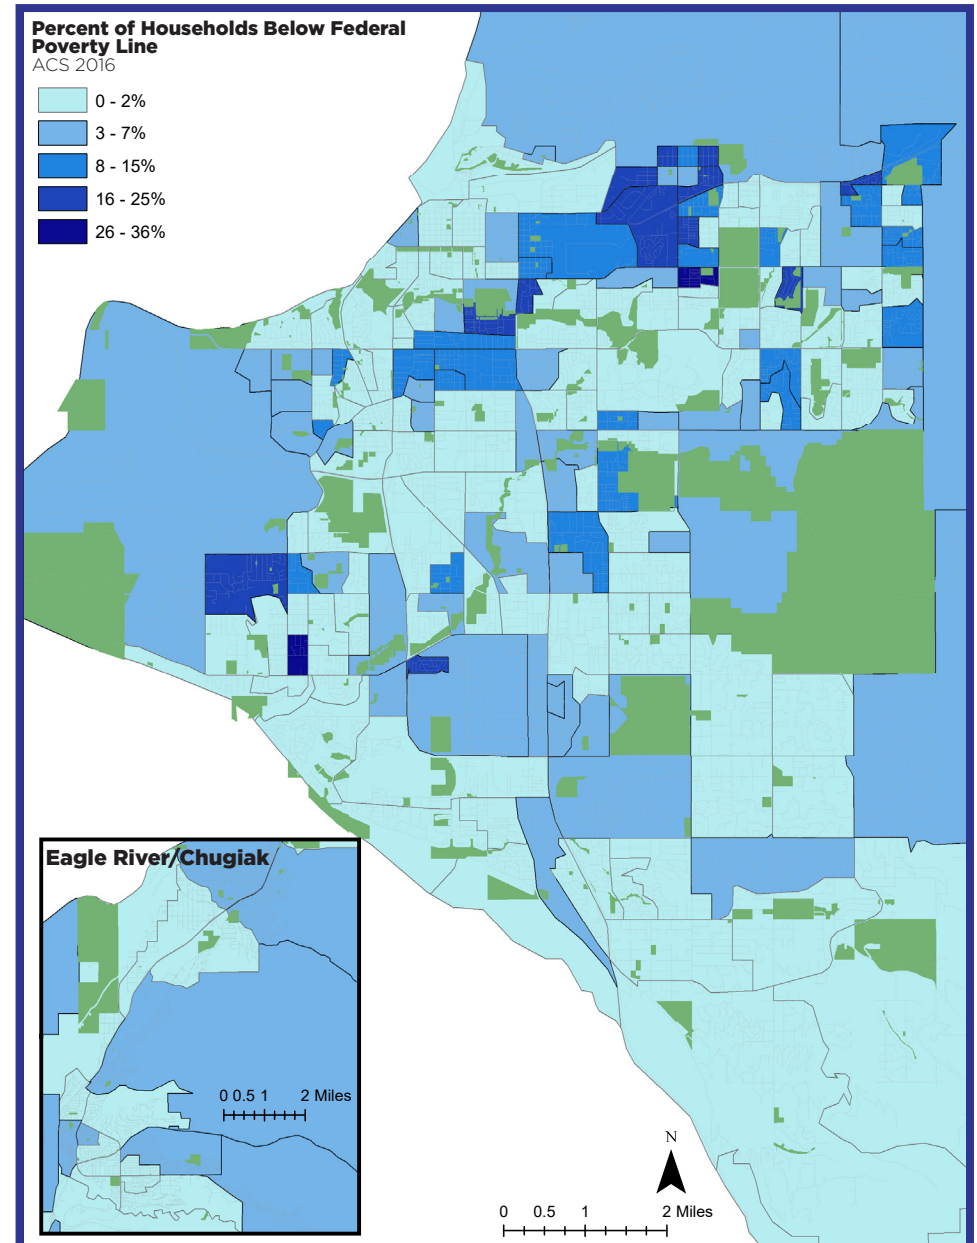 Percent of Households Below Federal
Poverty Line
ACS 2016
0 - 2%
3 - 7%
8 - 15%
16 - 25%
26 - 36%
Eagle River/Chugiak
0 0.5 1 2 Miles
N
0 0.5 1 2 Miles